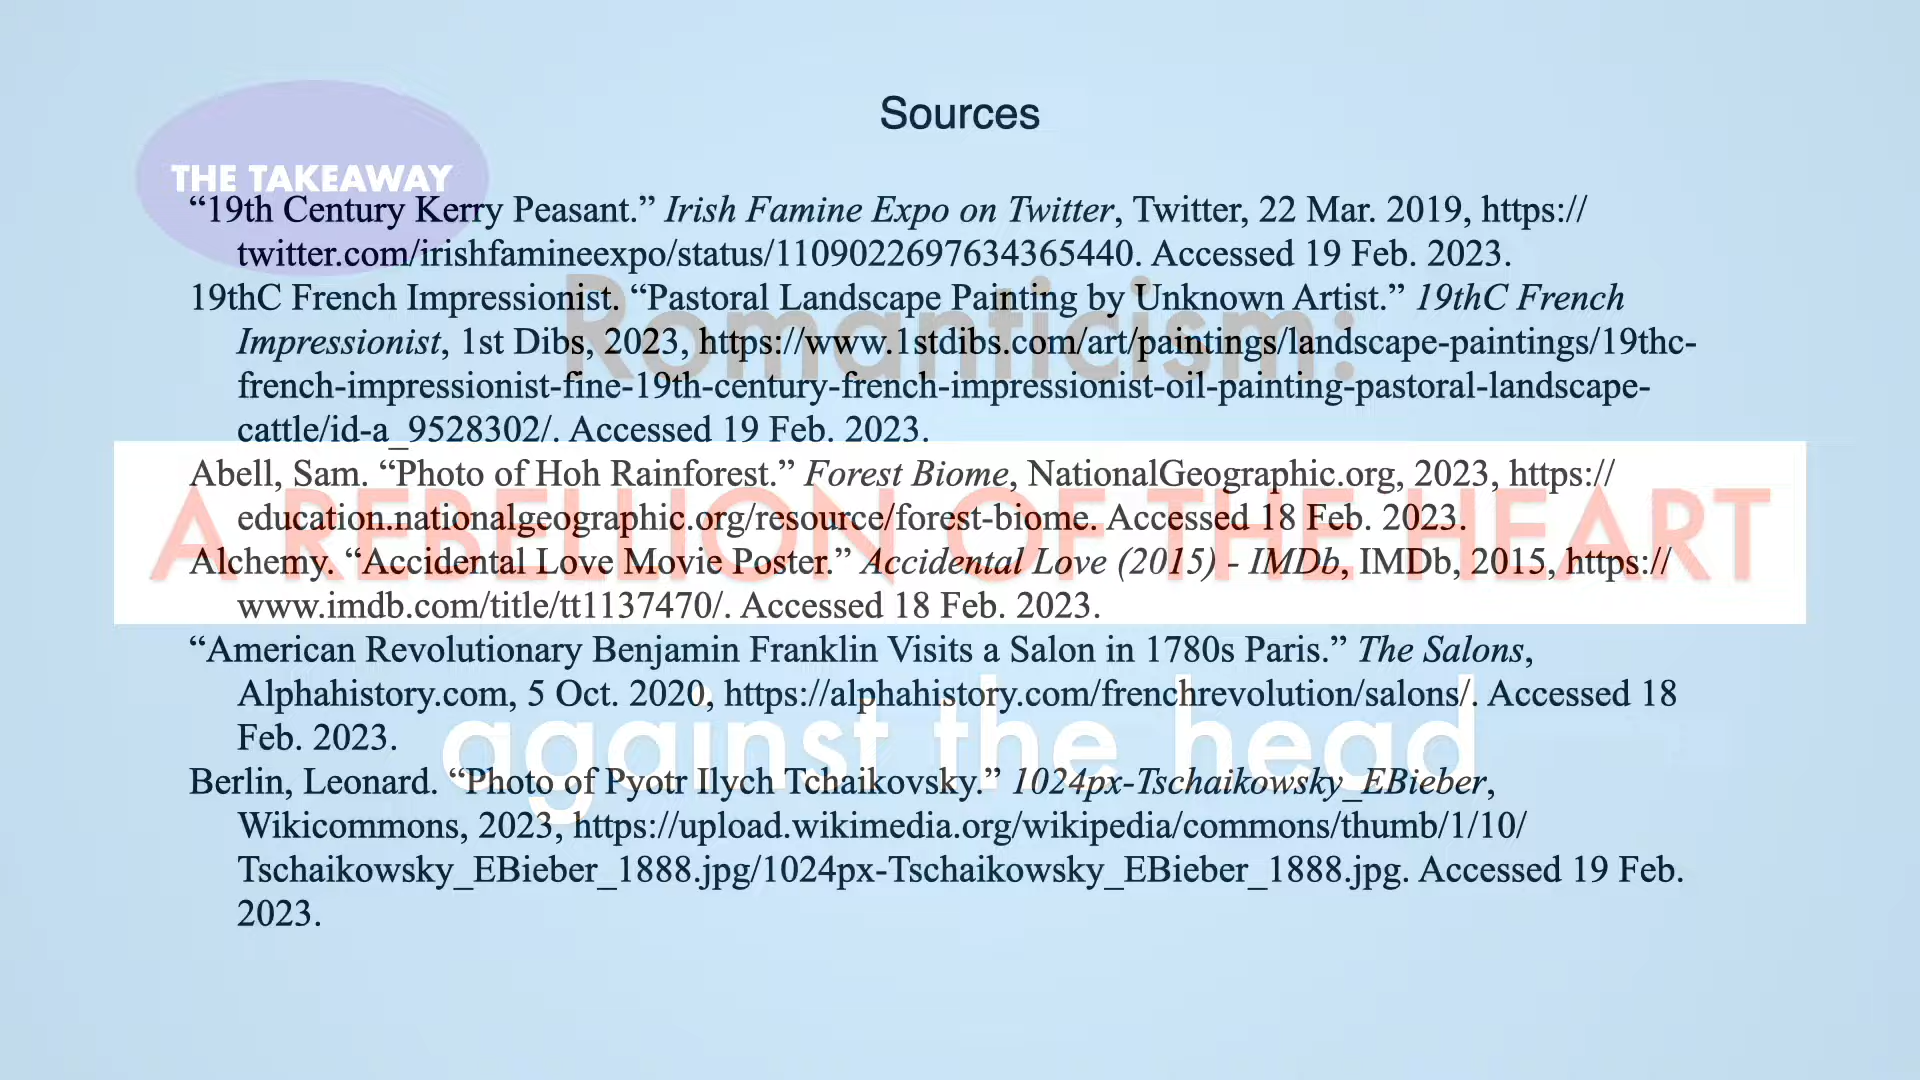 Sources
THE TAKEAWAY
“19th Century Kerry Peasant.” Irish Famine Expo on Twitter, Twitter, 22 Mar. 2019, https://
twitter.com/irishfamineexpo/status/1109022697634365440. Accessed 19 Feb. 2023.
19thC French Impressionist. “Pastoral Landscape Painting by Unknown Artist.” 19thC French
Romanticism:
Impressionist, 1st Dibs, 2023, https://www.1stdibs.com/art/paintings/landscape-paintings/19thc-
french-impressionist-fine-19th-century-french-impressionist-oil-painting-pastoral-landscape-
cattle/id-a_9528302/. Accessed 19 Feb. 2023.
Abell, Sam. “Photo of Hoh Rainforest.” Forest Biome, NationalGeographic.org, 2023, https://
education.nationalgeographic.org/resource/forest-biome. Accessed 18 Feb. 2023.
A REBELLION OF THE HEART
Alchemy. “Accidental Love Movie Poster.” Accidental Love (2015) - IMDb, IMDb, 2015, https://
www.imdb.com/title/tt1137470/. Accessed 18 Feb. 2023.
“American Revolutionary Benjamin Franklin Visits a Salon in 1780s Paris.” The Salons,
Alphahistory.com, 5 Oct. 2020, https://alphahistory.com/frenchrevolution/salons/. Accessed 18
Feb. 2023.
against the head
Berlin, Leonard. “Photo of Pyotr Ilych Tchaikovsky.” 1024px-Tschaikowsky_EBieber,
Wikicommons, 2023, https://upload.wikimedia.org/wikipedia/commons/thumb/1/10/
Tschaikowsky_EBieber_1888.jpg/1024px-Tschaikowsky_EBieber_1888.jpg. Accessed 19 Feb.
2023.